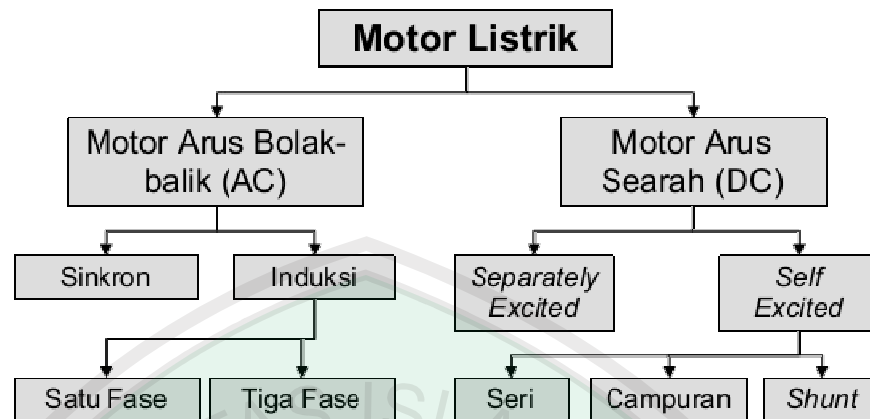 Motor Listrik
Motor Arus Bolak-
balik (AC)
Motor Arus
Searah (DC)
Sinkron
Induksi
Separately
Excited
Self
Excited
Satu Fase
Tiga Fase
Seri
Campuran
Shunt